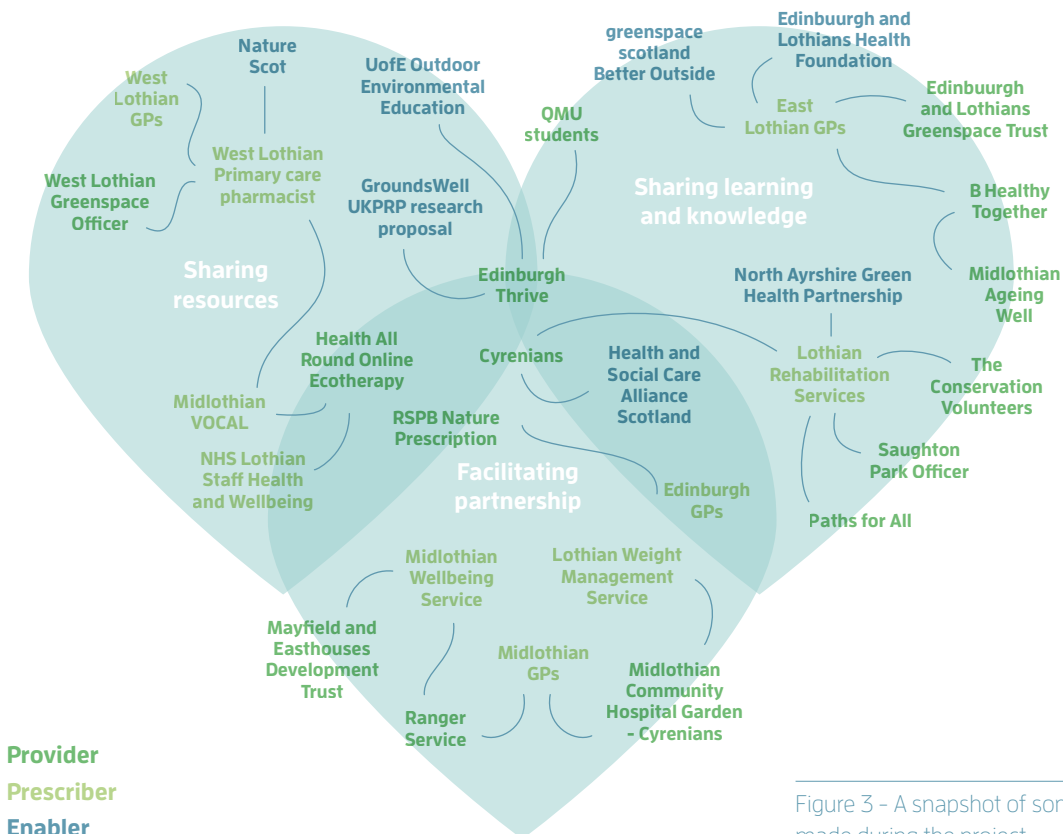 Nature
Scot
West
Lothian
GPs
West Lothian
Primary care
pharmacist
West Lothian
Greenspace
Officer
UofE Outdoor
Environmental
Education
GroundsWell
UKPRP research
proposal
QMU
students
greenspace
scotland
Better Outside
Edinbuurgh and
Lothians Health
Foundation
East
Lothian GPs
Edinbuurgh
and Lothians
Greenspace Trust
Sharing learning
and knowledge
B Healthy
Together
Sharing
resources
Edinburgh
Thrive
North Ayrshire Green
Health Partnership
Midlothian
Ageing
Well
Health All
Round Online
Ecotherapy
Cyrenians
Health and
Social Care
Alliance
Scotland
Lothian
Rehabilitation
Services
The
Conservation
Volunteers
Midlothian
VOCAL
RSPB Nature
Prescription
NHS Lothian
Staff Health
and Wellbeing
Facilitating
partnership
Edinburgh
GPs
Saughton
Park Officer
Paths for All
Midlothian
Wellbeing
Service
Lothian Weight
Management
Service
Mayfield and
Easthouses
Development
Trust
Midlothian
GPs
Midlothian
Community
Hospital Garden
- Cyrenians
Ranger
Service
Provider
Prescriber
Enabler
Figure 3 - A snapshot of
made during the project